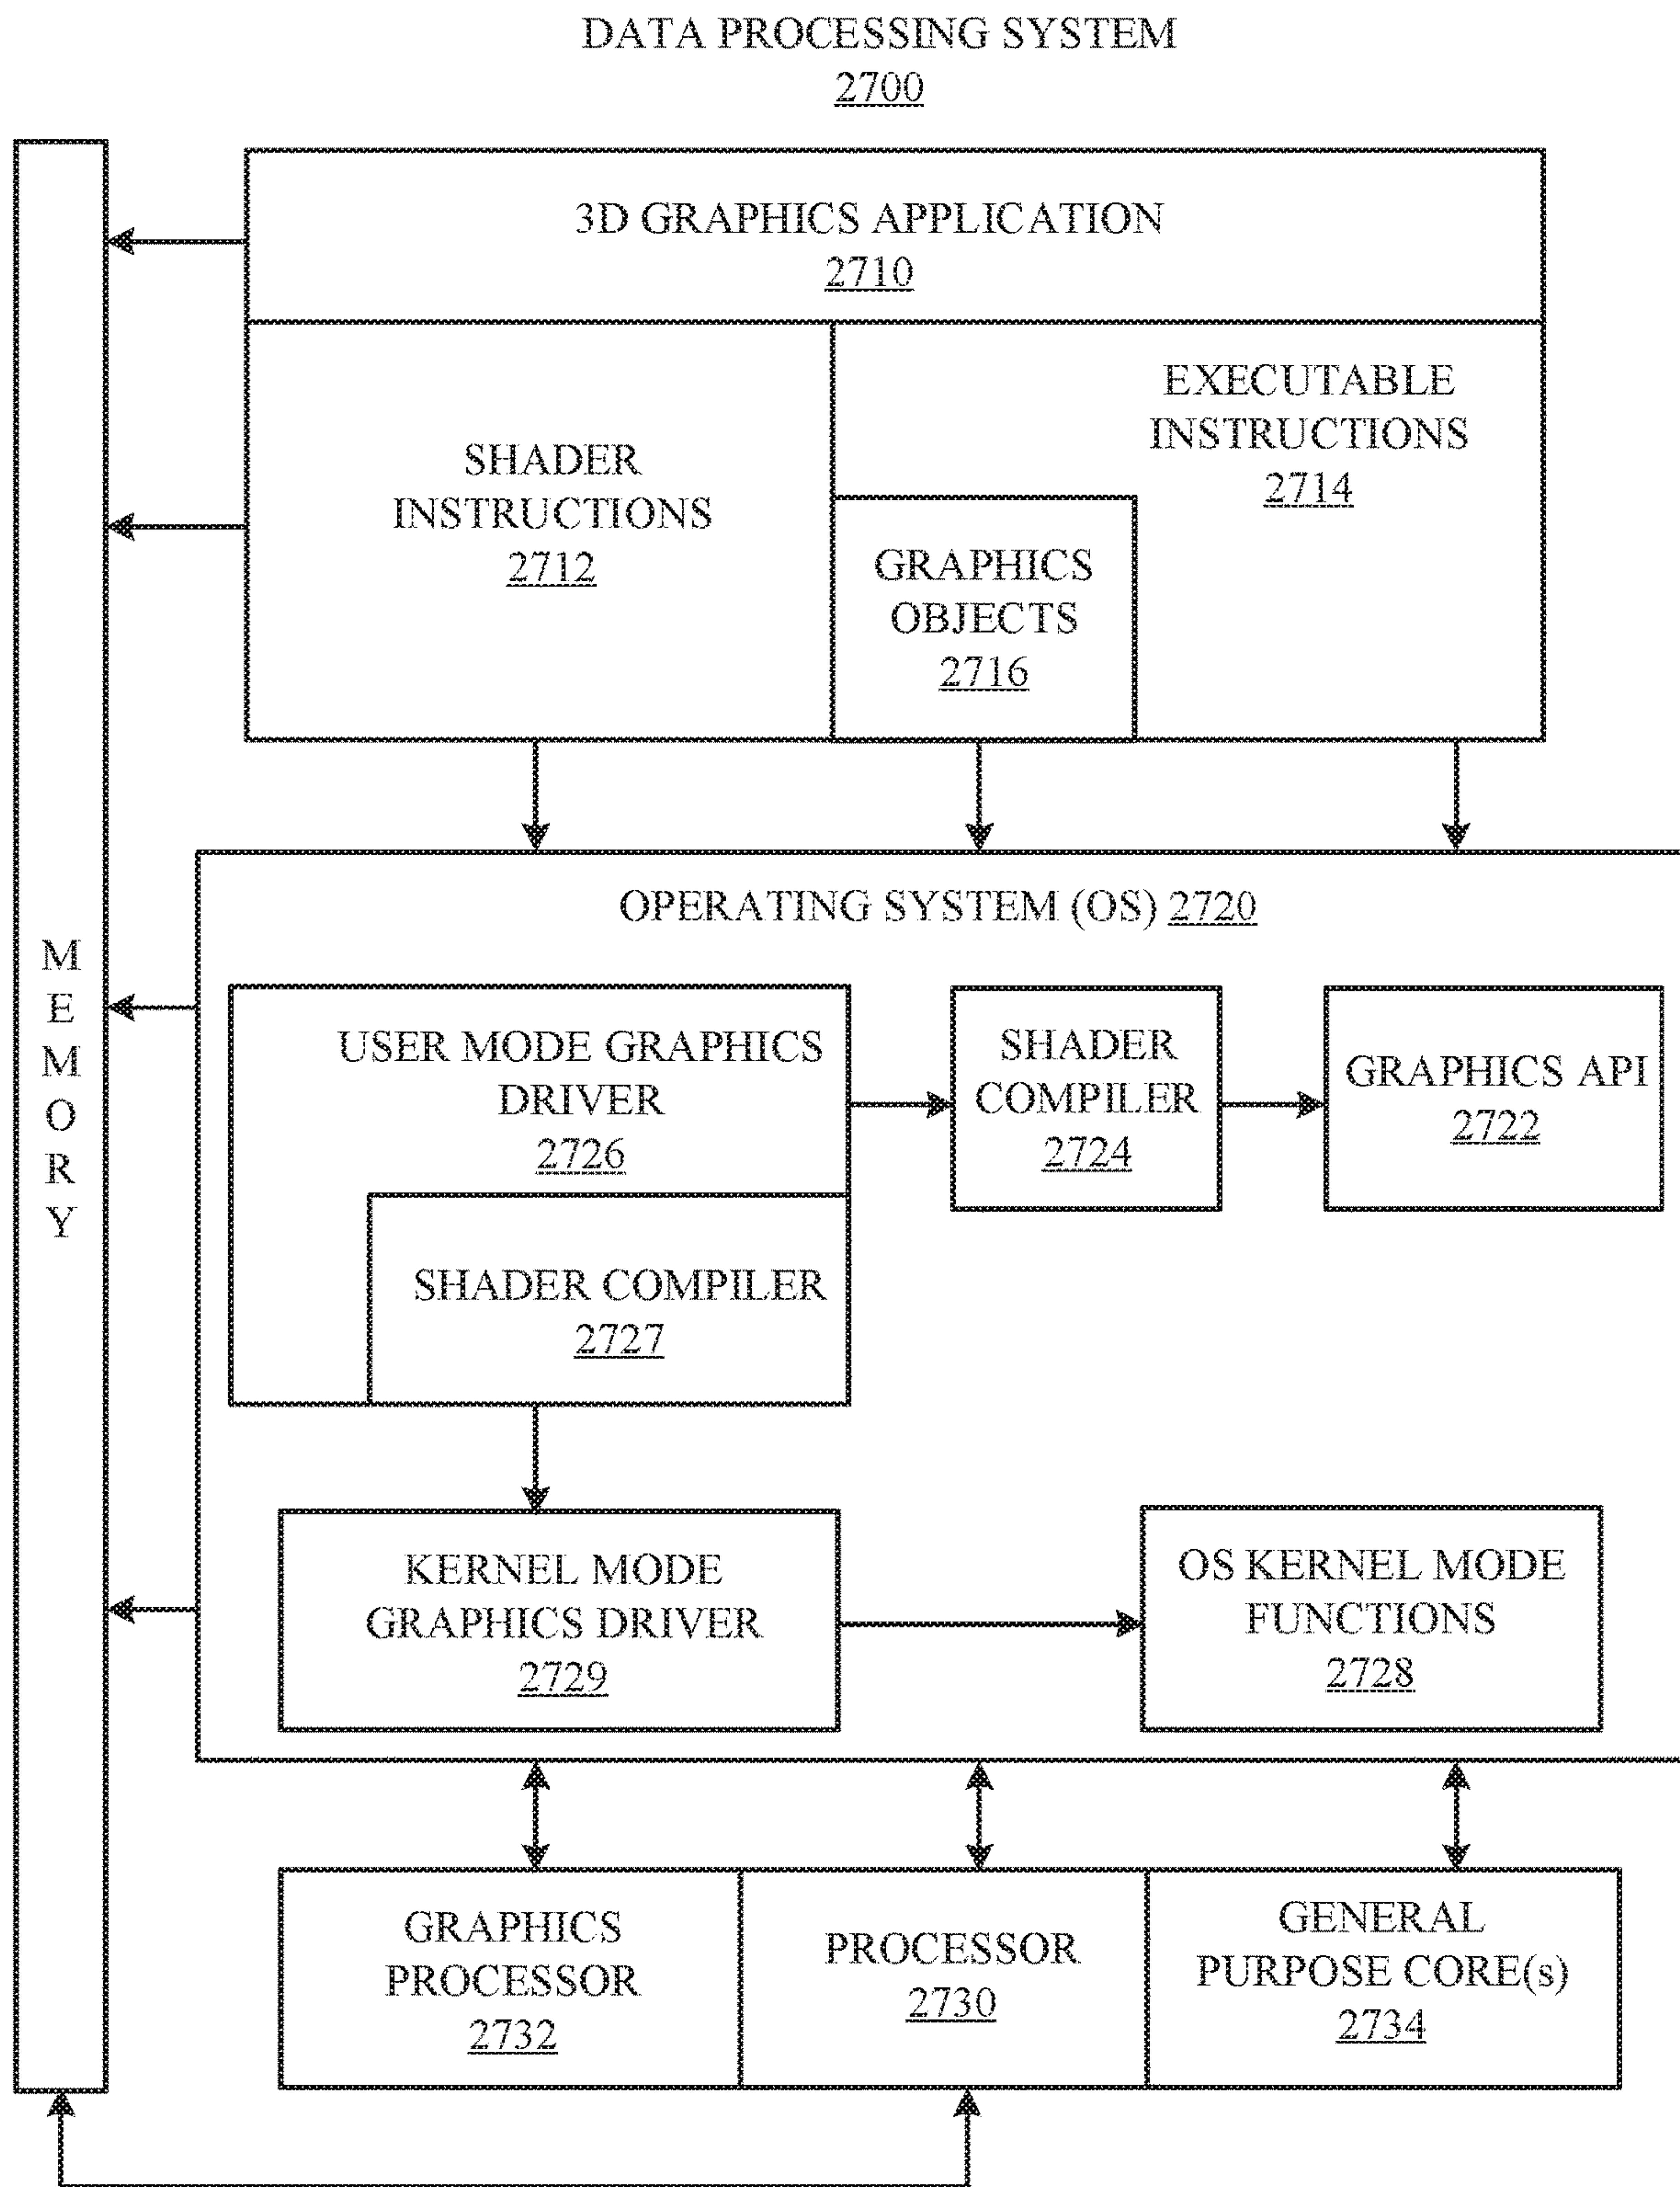 DATA PROCESSING SYSTEM
2700
3D GRAPHICS APPLICATION
2710
SHADER
INSTRUCTIONS
2712
EXECUTABLE
INSTRUCTIONS
2714
GRAPHICS
OBJECTS
2716
M
E
M
O
R
Y
OPERATING SYSTEM (OS) 2720
USER MODE GRAPHICS
DRIVER
2726
SHADER COMPILER
2727
SHADER
COMPILER
2724
GRAPHICS API
2722
KERNEL MODE
GRAPHICS DRIVER
2729
OS KERNEL MODE
FUNCTIONS
2728
GRAPHICS
PROCESSOR
2732
PROCESSOR
2730
GENERAL
PURPOSE CORE(s)
2734